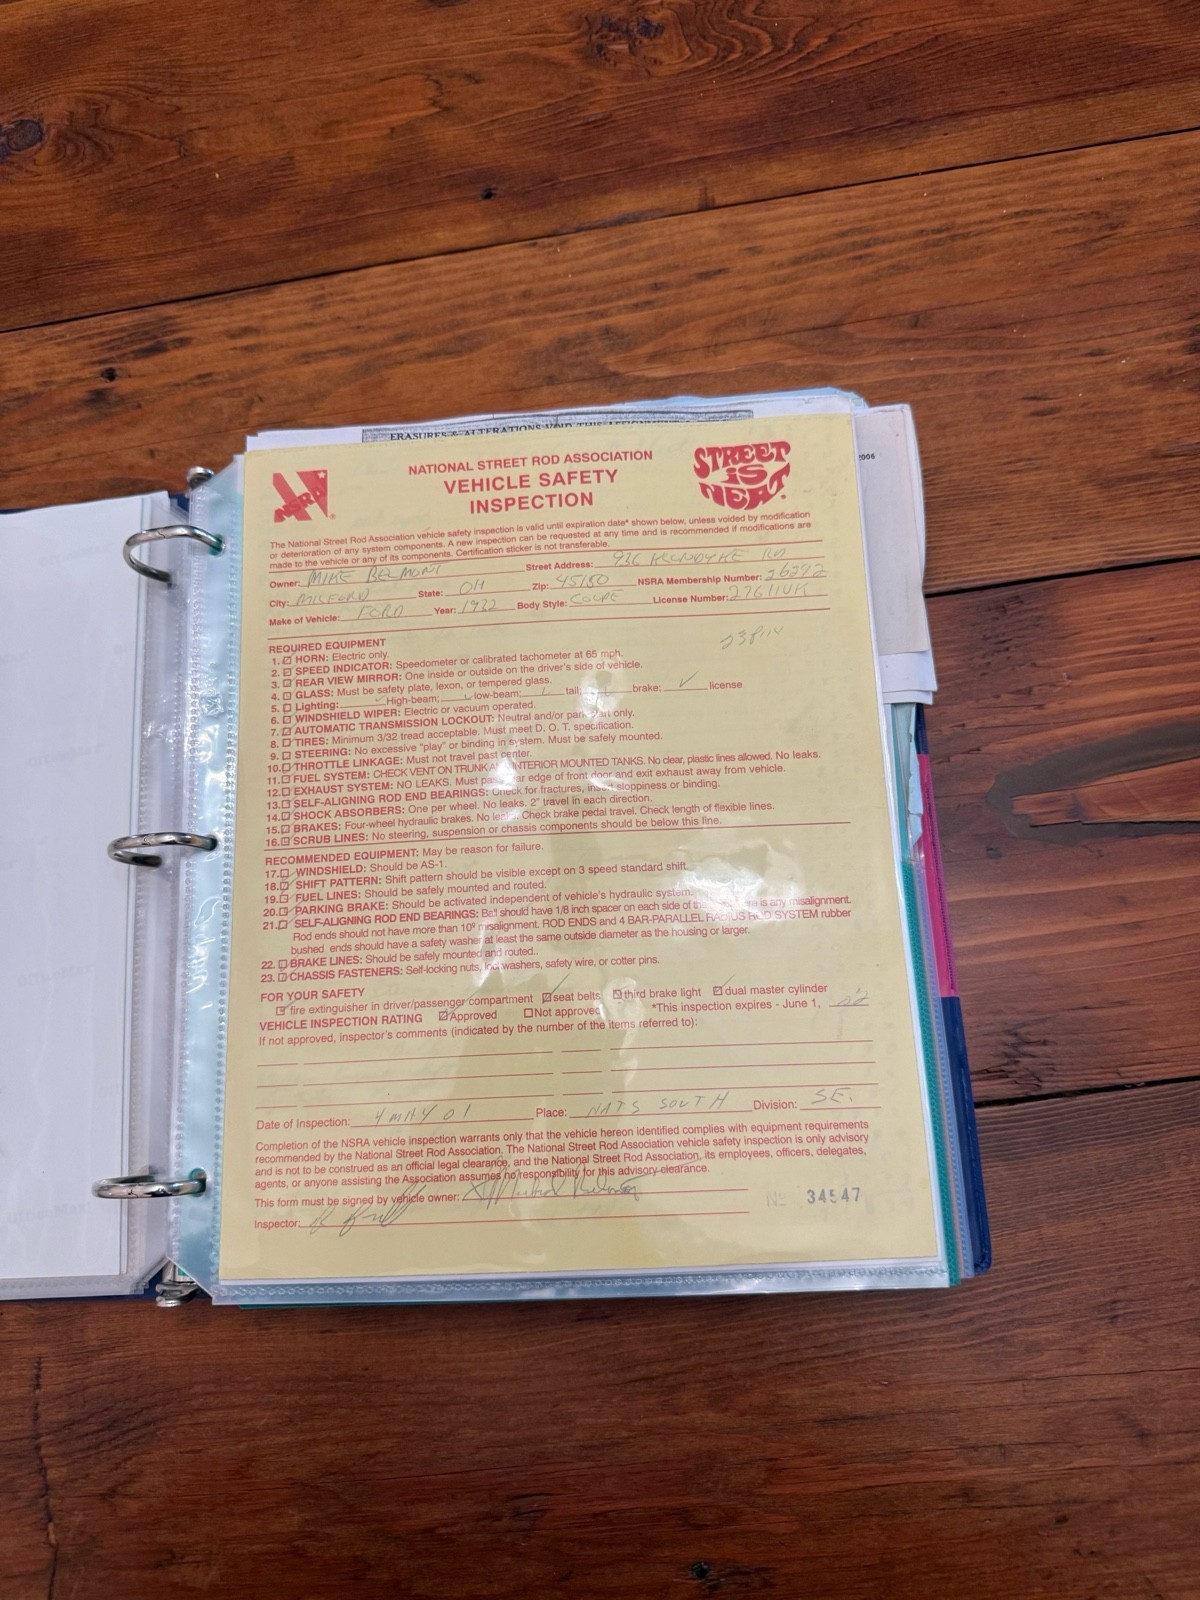 ERASURES & ALTERATIONS VOID THIS ASSIGNMENT
2006
NSRA
NATIONAL STREET ROD ASSOCIATION
VEHICLE SAFETY
INSPECTION
STREET
IS
NEAT.
The National Street Rod Association vehicle safety inspection is valid until expiration date* shown below, unless voided by modification
or deterioration of any system components. A new inspection can be requested at any time and is recommended if modifications are
made to the vehicle or any of its components. Certification sticker is not transferable.
Owner: MIKE BELMONT Street Address: 926 KLONDYKE RD
City: MILFORD State: OH Zip: 45150 NSRA Membership Number: 26292
Make of Vehicle: FORD Year: 1922 Body Style: COUPE License Number: 27611UK
REQUIRED EQUIPMENT
1. HORN: Electric only.
2. SPEED INDICATOR: Speedometer or calibrated tachometer at 65 mph.
3. REAR VIEW MIRROR: One inside or outside on the driver's side of vehicle.
4. GLASS: Must be safety plate, lexon, or tempered glass.
5. Lighting: High-beam; low-beam; tail; brake; license
6. WINDSHIELD WIPER: Electric or vacuum operated.
7. AUTOMATIC TRANSMISSION LOCKOUT: Neutral and/or park start only.
8. TIRES: Minimum 3/32 tread acceptable. Must meet D. O. T. specification.
9. STEERING: No excessive "play" or binding in system. Must be safely mounted.
10. THROTTLE LINKAGE: Must not travel past center.
11. FUEL SYSTEM: CHECK VENT ON TRUNK AND INTERIOR MOUNTED TANKS. No clear, plastic lines allowed. No leaks.
12. EXHAUST SYSTEM: NO LEAKS. Must pass rear edge of front door and exit exhaust away from vehicle.
13. SELF-ALIGNING ROD END BEARINGS: Check for fractures, insert sloppiness or binding.
14. SHOCK ABSORBERS: One per wheel. No leaks. 2" travel in each direction.
15. BRAKES: Four-wheel hydraulic brakes. No leaks. Check brake pedal travel. Check length of flexible lines.
16. SCRUB LINES: No steering, suspension or chassis components should be below this line.
RECOMMENDED EQUIPMENT: May be reason for failure.
17. WINDSHIELD: Should be AS-1.
18. SHIFT PATTERN: Shift pattern should be visible except on 3 speed standard shift.
19. FUEL LINES: Should be safely mounted and routed.
20. PARKING BRAKE: Should be activated independent of vehicle's hydraulic system.
21. SELF-ALIGNING ROD END BEARINGS: Ball should have 1/8 inch spacer on each side of there is any misalignment.
Rod ends should not have more than 10º misalignment. ROD ENDS and 4 BAR-PARALLEL RADIUS ROD SYSTEM rubber
bushed ends should have a safety washer at least the same outside diameter as the housing or larger.
22. BRAKE LINES: Should be safely mounted and routed..
23. CHASSIS FASTENERS: Self-locking nuts, lockwashers, safety wire, or cotter pins.
FOR YOUR SAFETY
fire extinguisher in driver/passenger compartment seat belts third brake light dual master cylinder
VEHICLE INSPECTION RATING Approved Not approved *This inspection expires - June 1, 02
If not approved, inspector's comments (indicated by the number of the items referred to):
Date of Inspection: 4 MAY 01 Place: NATS SOUTH Division: SE.
Completion of the NSRA vehicle inspection warrants only that the vehicle hereon identified complies with equipment requirements
recommended by the National Street Rod Association. The National Street Rod Association vehicle safety inspection is only advisory
and is not to be construed as an official legal clearance, and the National Street Rod Association, its employees, officers, delegates,
agents, or anyone assisting the Association assumes no responsibility for this advisory clearance.
This form must be signed by vehicle owner: X Michael Belmont
Inspector:
No 34547